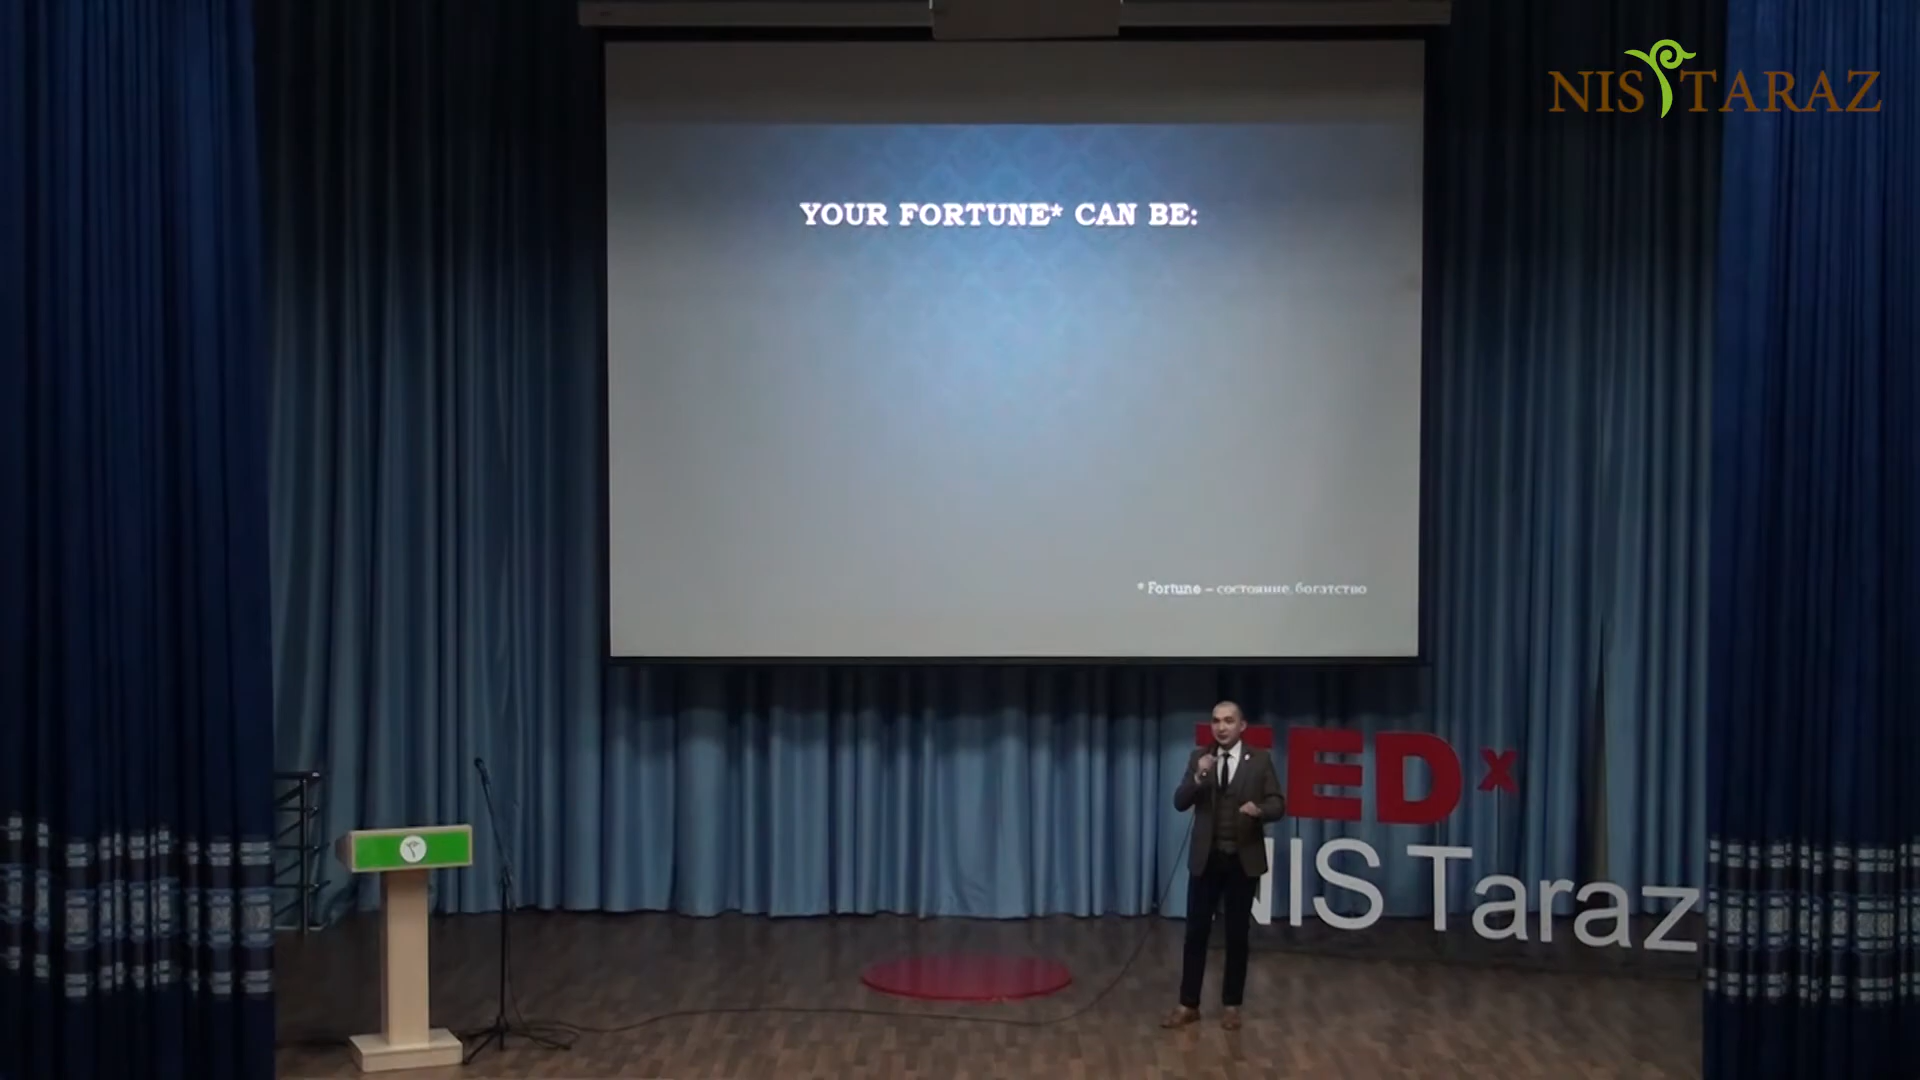 NIS TARAZ
YOUR FORTUNE* CAN BE:
* Fortune – состояние, богатство
TEDx
NIS Taraz